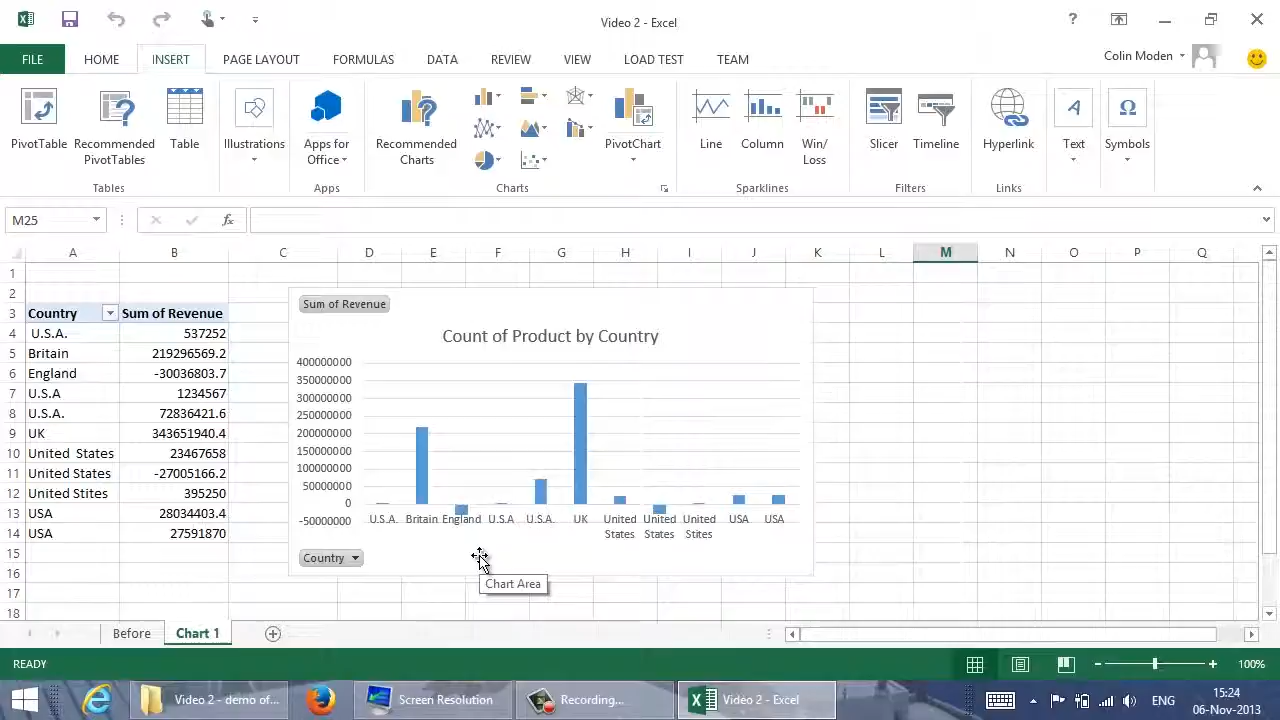 Video 2 - Excel
?
FILE HOME INSERT PAGE LAYOUT FORMULAS DATA REVIEW VIEW LOAD TEST TEAM
Colin Moden
PivotTable
Recommended
PivotTables
Table
Illustrations
Apps for
Office
Recommended
Charts
PivotChart
Line
Column
Win/
Loss
Slicer
Timeline
Hyperlink
Text
Symbols
Tables Apps Charts Sparklines Filters Links
M25
fx
A B C D E F G H I J K L M N O P Q
1
2
3 Country Sum of Revenue
4 U.S.A. 537252
5 Britain 219296569.2
6 England -30036803.7
7 U.S.A 1234567
8 U.S.A. 72836421.6
9 UK 343651940.4
10 United  States 23467658
11 United States -27005166.2
12 United Stites 395250
13 USA 28034403.4
14 USA 27591870
15
16
17
18
Sum of Revenue
Count of Product by Country
400000000
350000000
300000000
250000000
200000000
150000000
100000000
50000000
0
-50000000
U.S.A. Britain England U.S.A U.S.A. UK United States United States United Stites USA USA
Country
Chart Area
Before Chart 1
READY
100%
Video 2 - demo of...
Screen Resolution
Recording...
Video 2 - Excel
ENG
15:24
06-Nov-2013